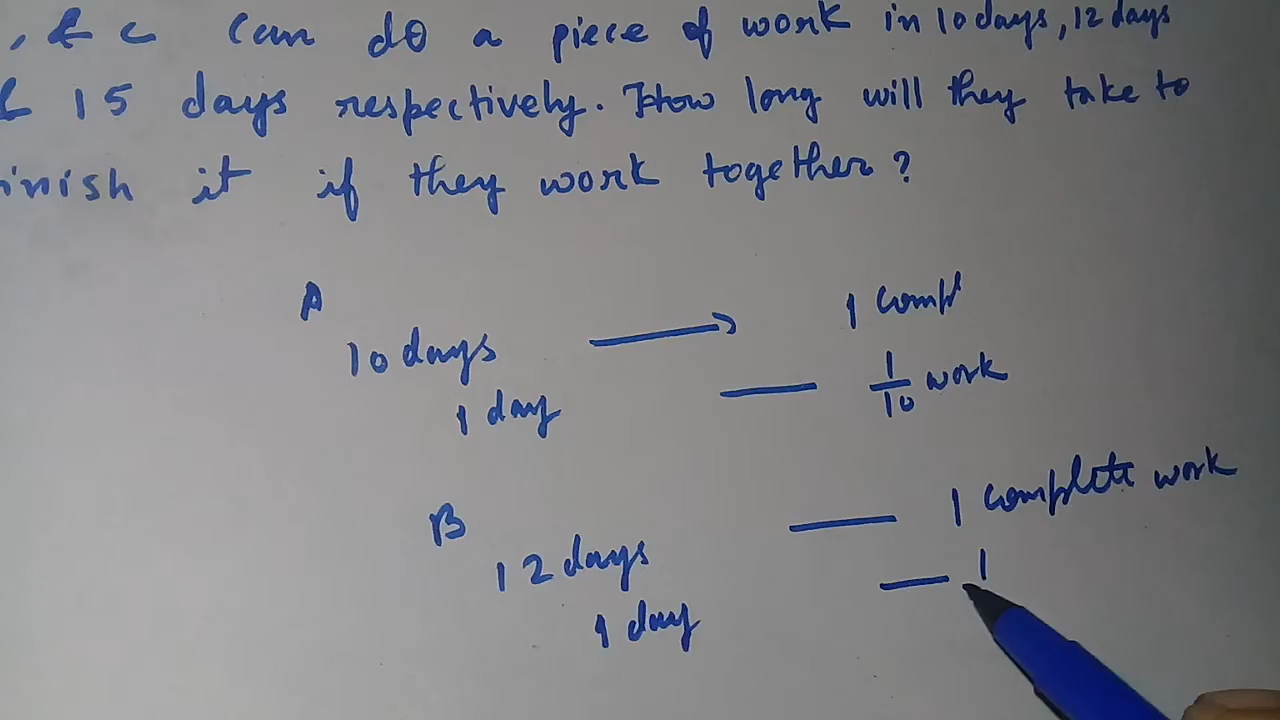 , & c can do a piece of work in 10 days, 12 days
& 15 days respectively. How long will they take to
inish it if they work together?
A
10 days → 1 compl
1 day — 1/10 work
B
12 days — 1 complete work
1 day — 1